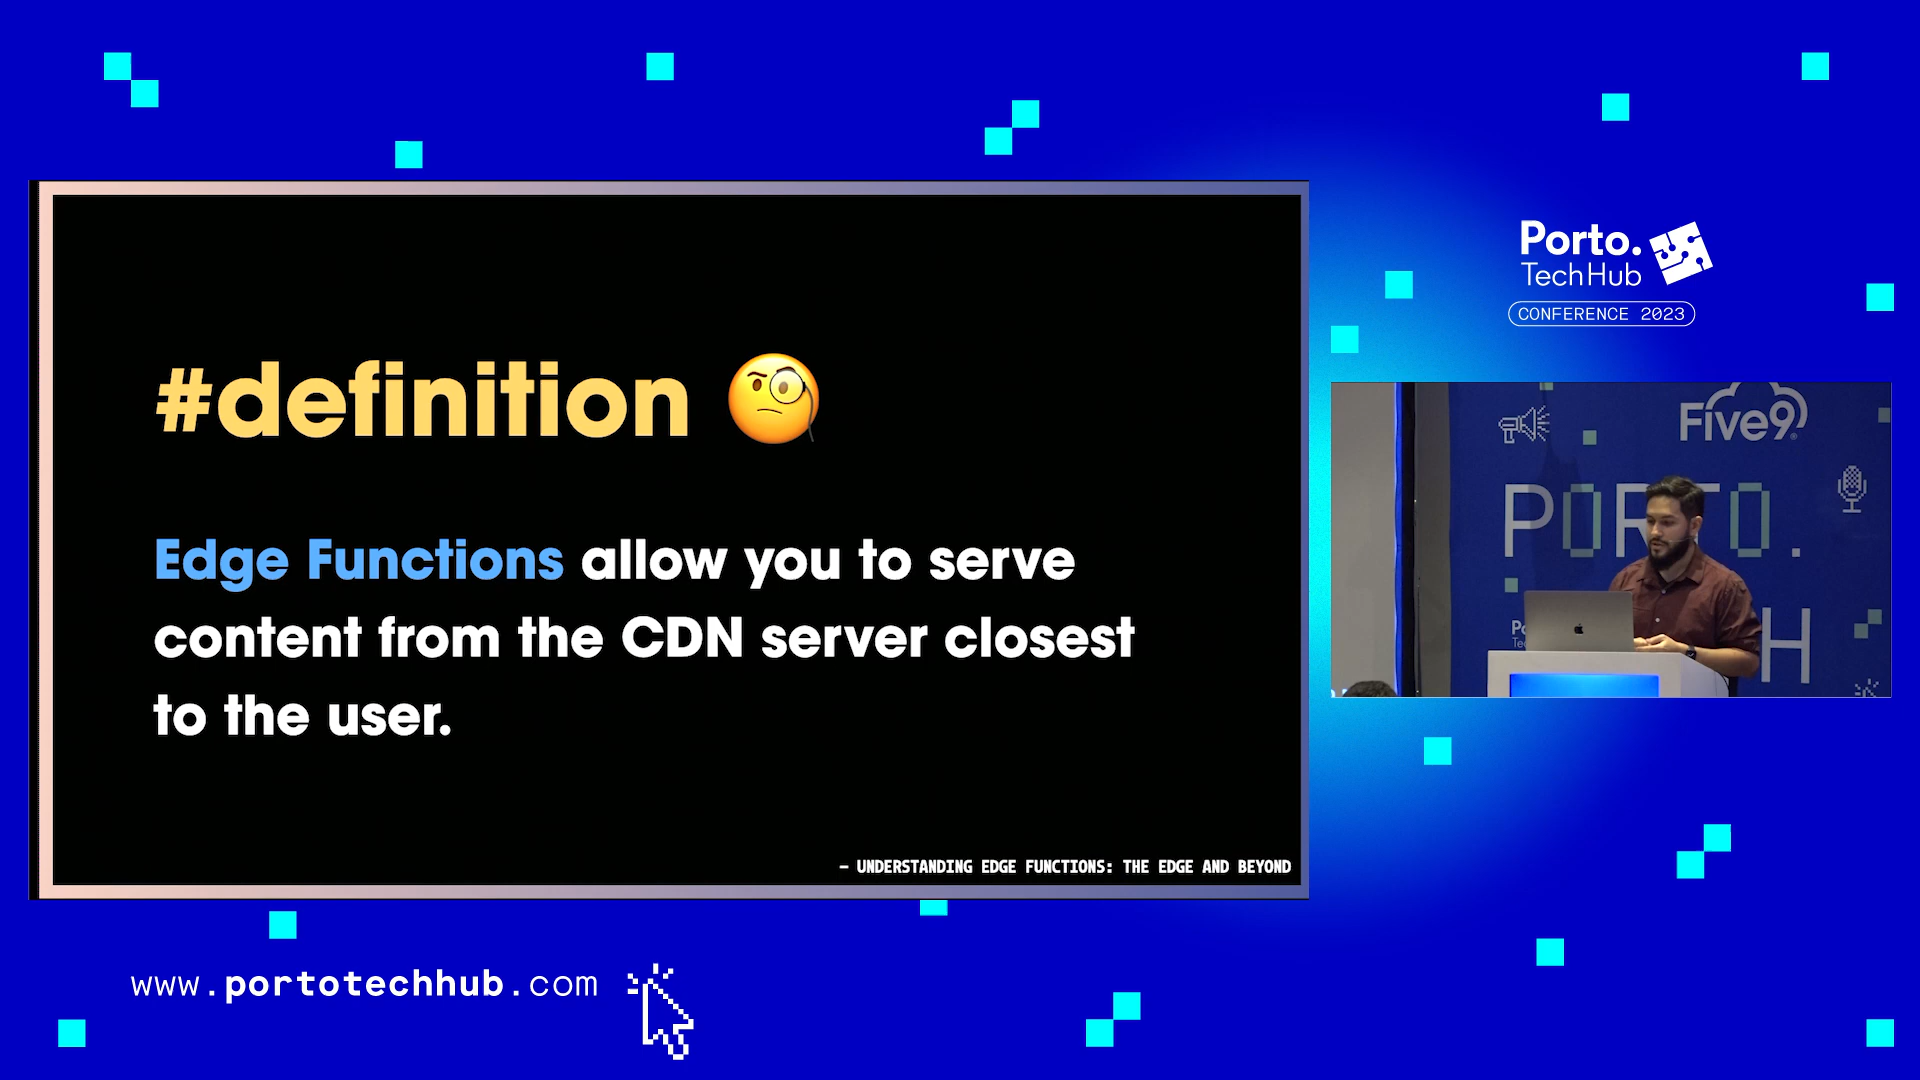 #definition
Edge Functions allow you to serve
content from the CDN server closest
to the user.
– UNDERSTANDING EDGE FUNCTIONS: THE EDGE AND BEYOND
Porto.
TechHub
CONFERENCE 2023
Five9
PORTO.
H
www.portotechhub.com